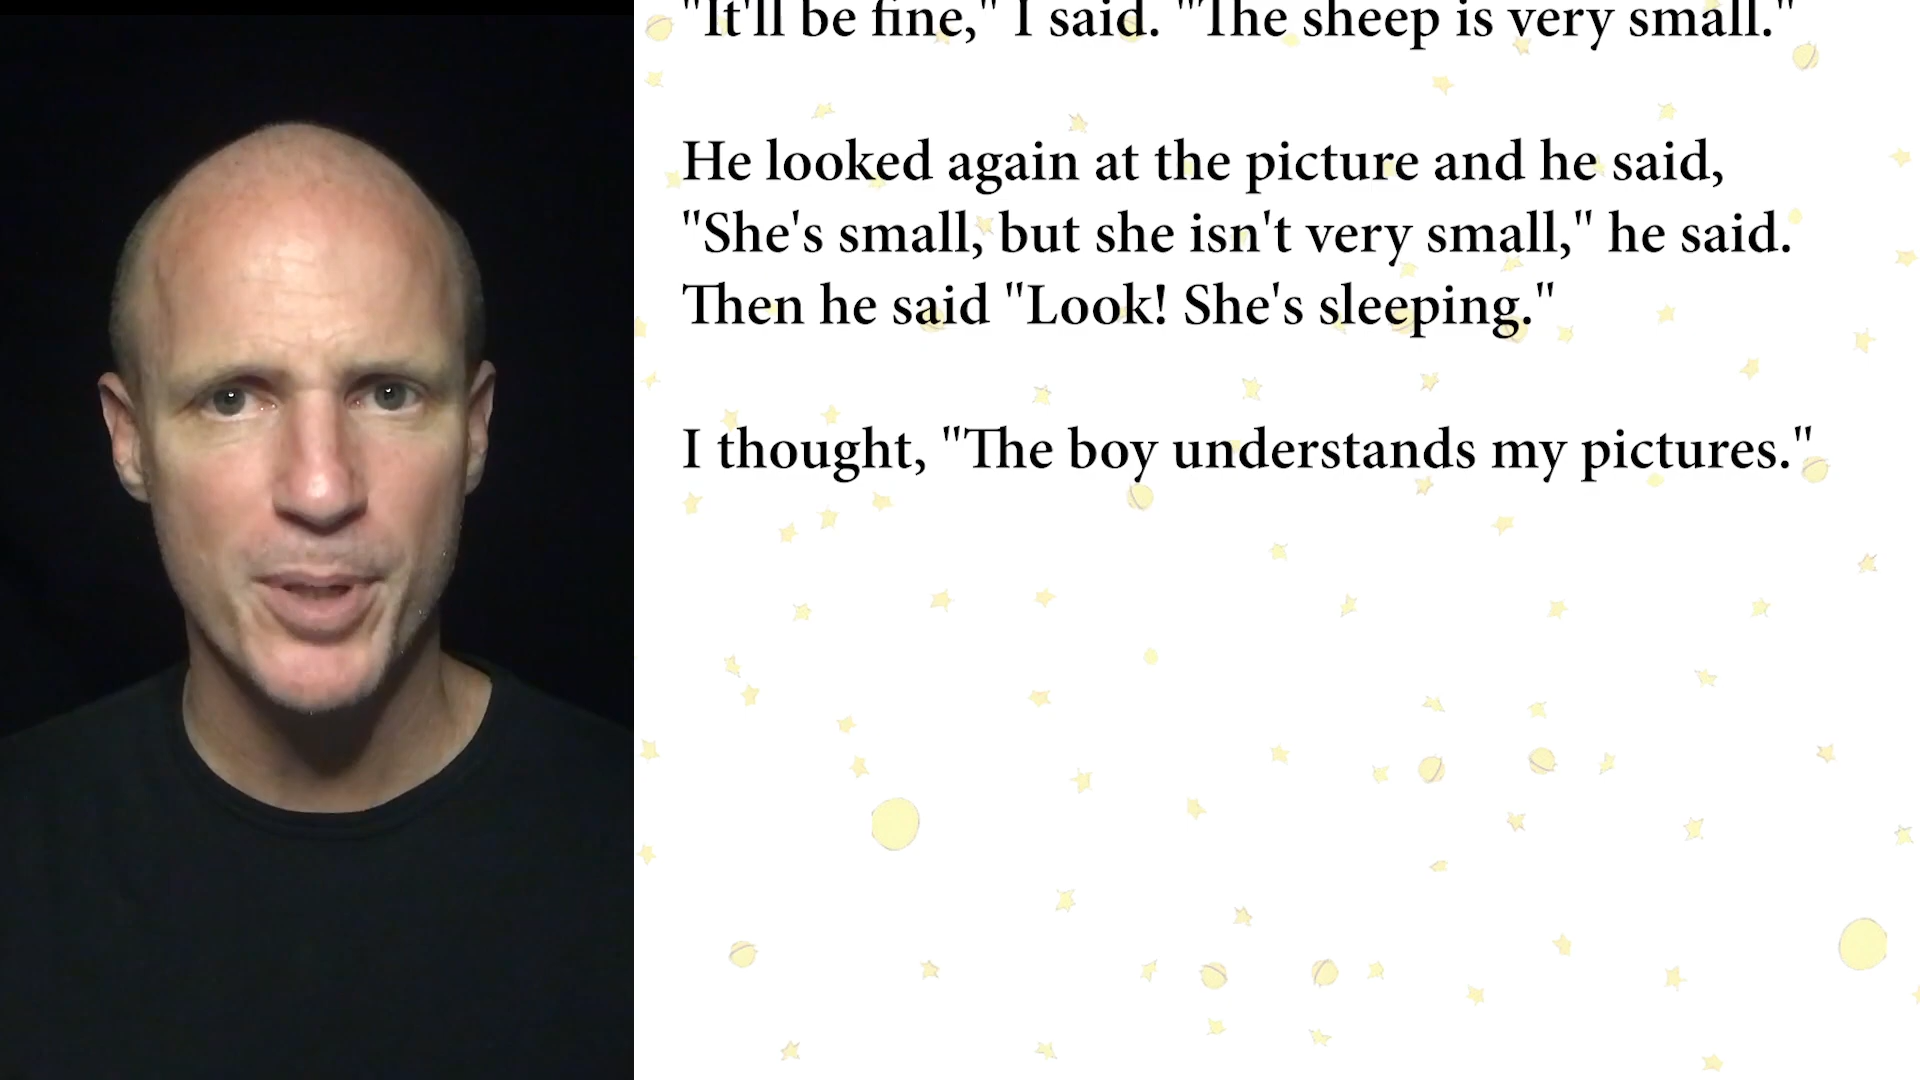 "It'll be fine," I said. "The sheep is very small."
He looked again at the picture and he said,
"She's small, but she isn't very small," he said.
Then he said "Look! She's sleeping."
I thought, "The boy understands my pictures."